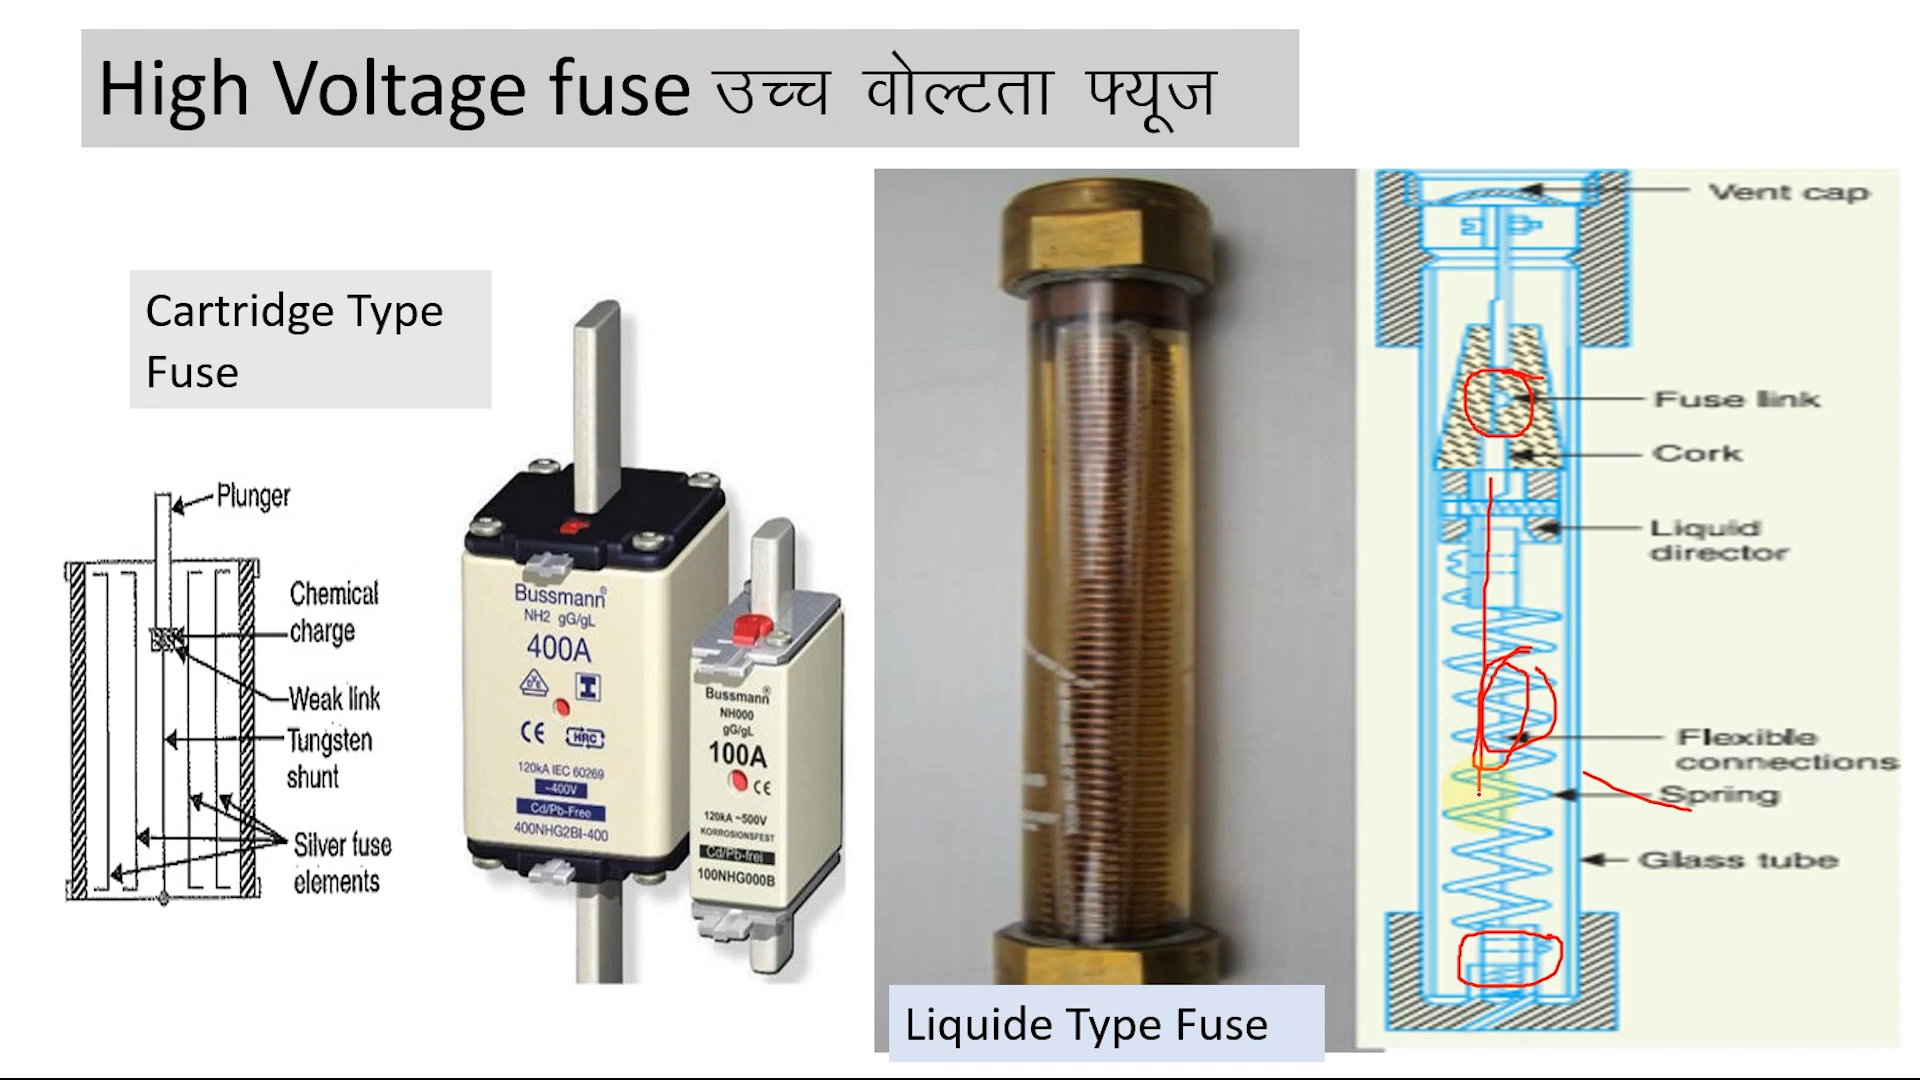 High Voltage fuse उच्च वोल्टता फ्यूज
Cartridge Type
Fuse
Plunger
Chemical
charge
Weak link
Tungsten
shunt
Silver fuse
elements
Bussmann®
NH2 gG/gL
400A
CE HRC
120kA IEC 60269
~400V
Cd/Pb-Free
400NHG2BI-400
Bussmann®
NH000
gG/gL
100A
CE
120kA ~500V
KORROSIONSFEST
Cd/Pb-frei
100NHG000B
Vent cap
Fuse link
Cork
Liquid
director
Flexible
connections
Spring
Glass tube
Liquide Type Fuse